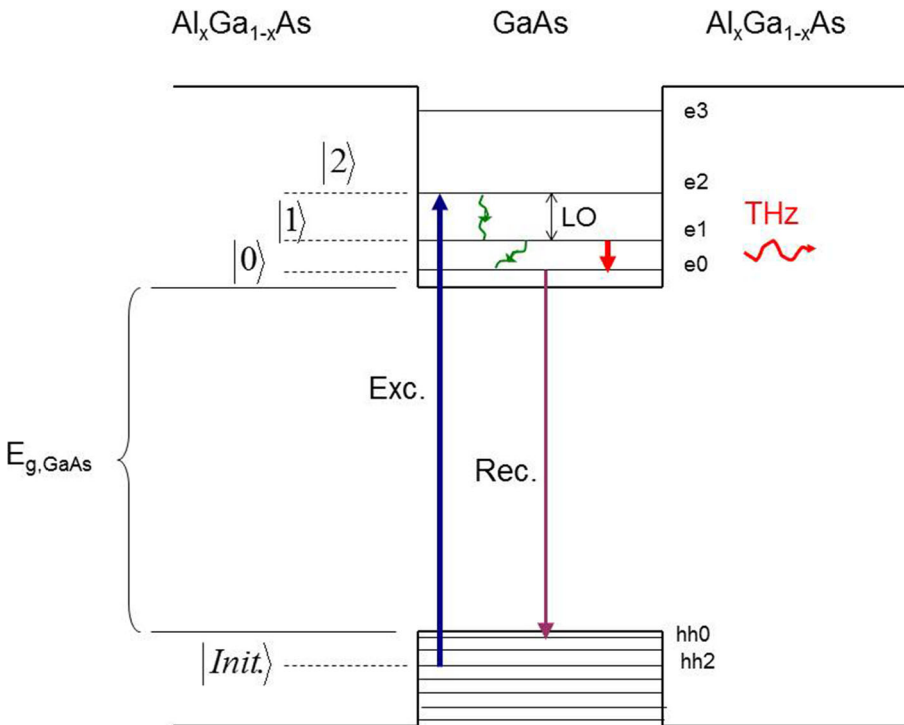 AlxGa1-xAs GaAs AlxGa1-xAs
e3
|2⟩
e2
LO
THz
|1⟩
e1
|0⟩
e0
Exc.
Eg,GaAs
Rec.
hh0
|Init.⟩
hh2